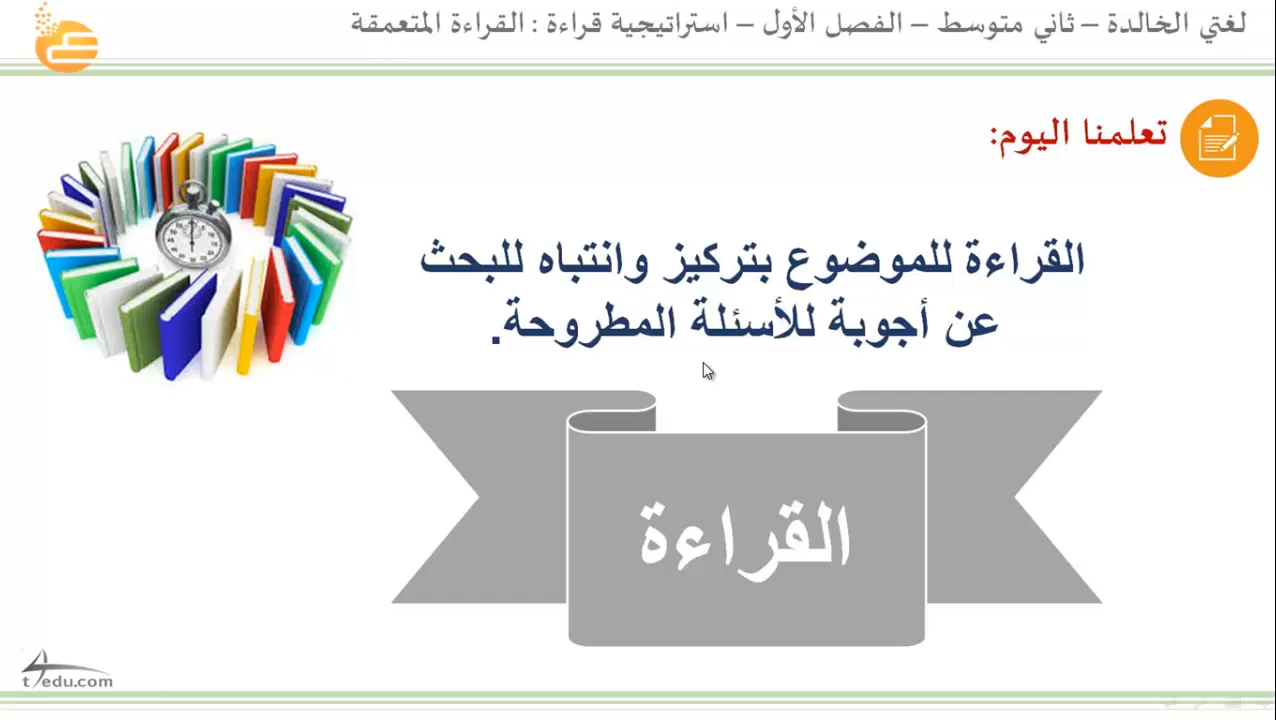 لغتي الخالدة – ثاني متوسط – الفصل الأول – استراتيجية قراءة : القراءة المتعمقة
تعلمنا اليوم:
القراءة للموضوع بتركيز وانتباه للبحث
عن أجوبة للأسئلة المطروحة.
القراءة
t4edu.com